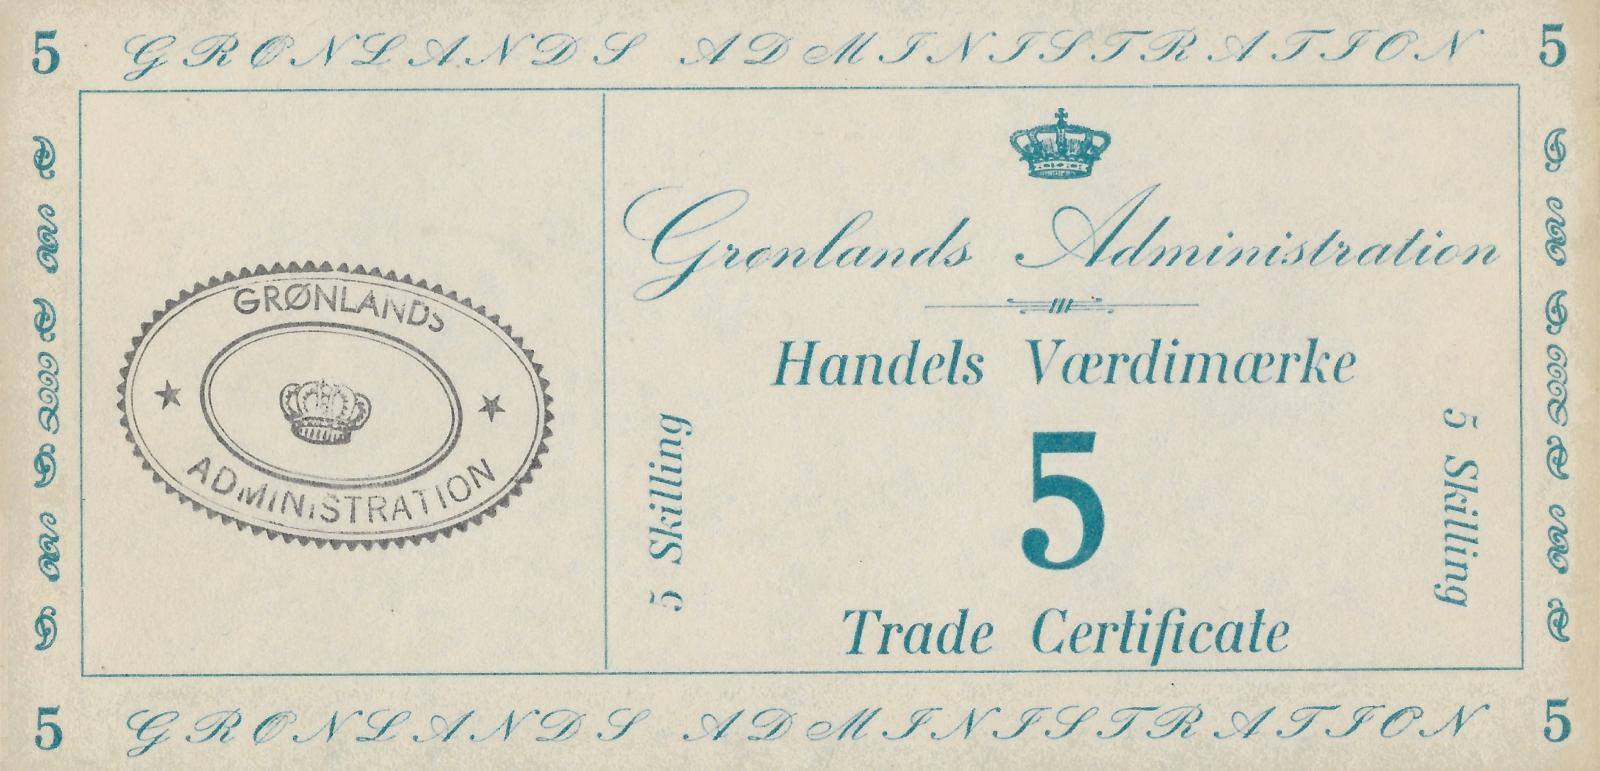 5 GRØNLANDS ADMINISTRATION 5
GRØNLANDS
ADMINISTRATION
Grønlands Administration
Handels Værdimærke
5 Skilling
5
5 Skilling
Trade Certificate
5 GRØNLANDS ADMINISTRATION 5